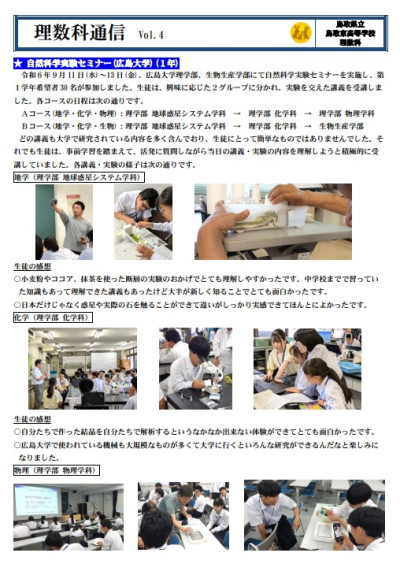 理数科通信 Vol.4
鳥取県立
鳥取東高等学校
理数科
★ 自然科学実験セミナー(広島大学)(1年)
令和6年9月11日(水)~13日(金)、広島大学理学部、生物生産学部にて自然科学実験セミナーを実施し、第
1学年希望者30名が参加しました。生徒は、興味に応じた2グループに分かれ、実験を交えた講義を受講しま
した。各コースの日程は次の通りです。
Aコース(地学・化学・物理):理学部 地球惑星システム学科 → 理学部 化学科 → 理学部 物理学科
Bコース(地学・化学・生物):理学部 地球惑星システム学科 → 理学部 化学科 → 生物生産学部
どの講義も大学で研究されている内容を多く含んでおり、生徒にとって簡単なものではありませんでした。そ
れでも生徒は、事前学習を踏まえて、活発に質問しながら当日の講義・実験の内容を理解しようと積極的に受
講していました。各講義・実験の様子は次の通りです。
地学(理学部 地球惑星システム学科)
生徒の感想
○小麦粉やココア、抹茶を使った断層の実験のおかげでとても理解しやすかったです。中学校までで習ってい
た知識もあって理解できた講義もあったけど大半が新しく知ることでとても面白かったです。
○日本だけじゃなく惑星や実際の石を触ることができて違いがしっかり実感できてほんとによかったです。
化学(理学部 化学科)
生徒の感想
○自分たちで作った結晶を自分たちで解析するというなかなか出来ない体験ができてとても面白かったです。
○広島大学で使われている機械も大規模なものが多くて大学に行くといろんな研究ができるんだなと楽しみに
なりました。
物理(理学部 物理学科)